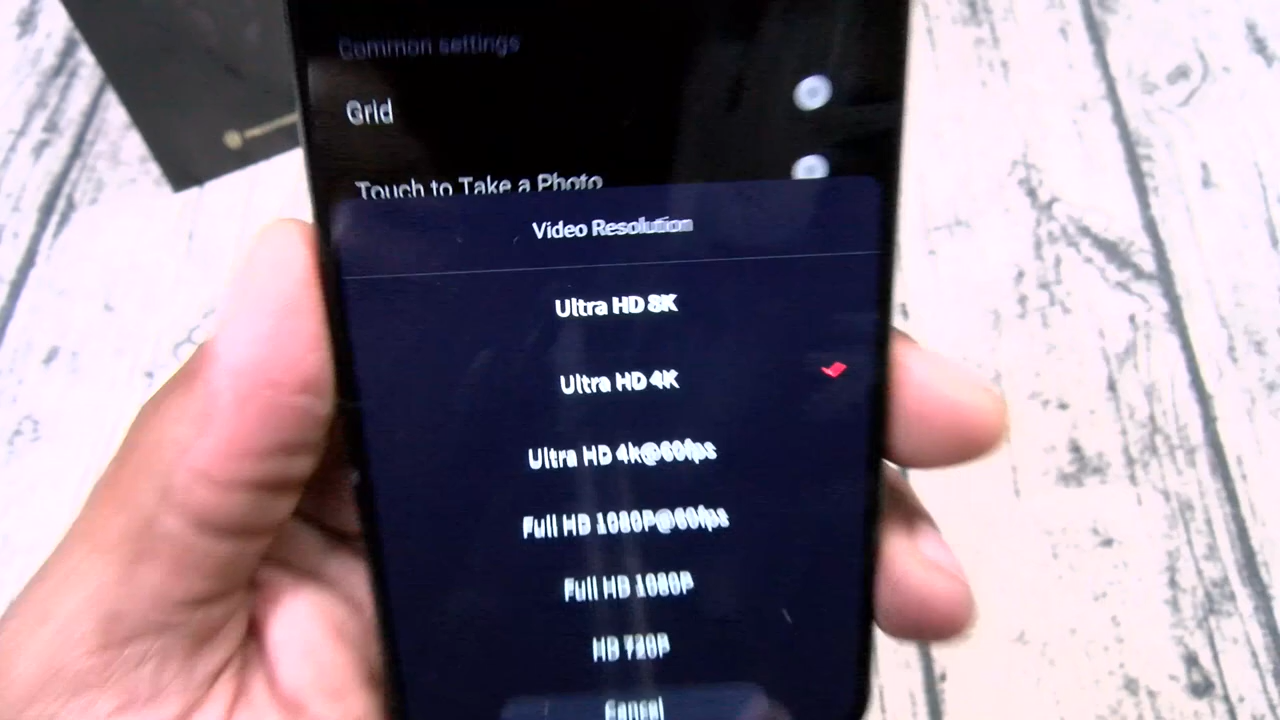 Common settings
Grid
Touch to Take a Photo
Video Resolution
Ultra HD 8K
Ultra HD 4K
Ultra HD 4k@60fps
Full HD 1080P@60fps
Full HD 1080P
HD 720P
Cancel